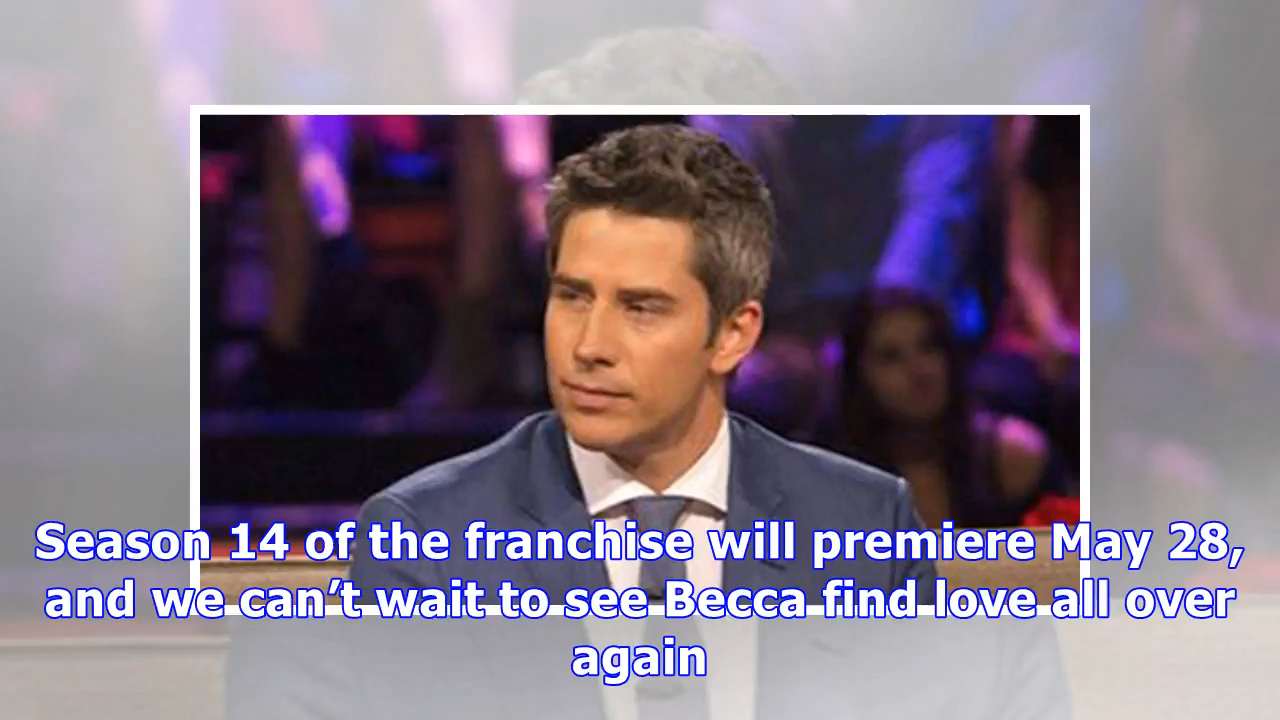 Season 14 of the franchise will premiere May 28,
and we can’t wait to see Becca find love all over
again